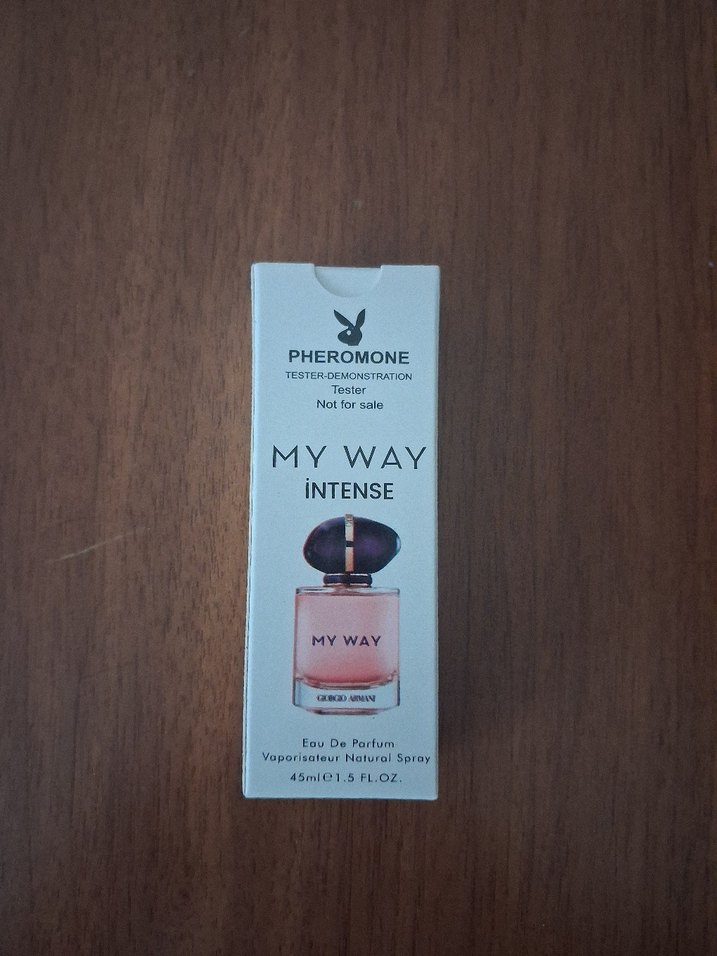 PHEROMONE
TESTER-DEMONSTRATION
Tester
Not for sale
MY WAY
İNTENSE
MY WAY
GIORGIO ARMANI
Eau De Parfum
Vaporisateur Natural Spray
45ml℮1.5 FL.OZ.